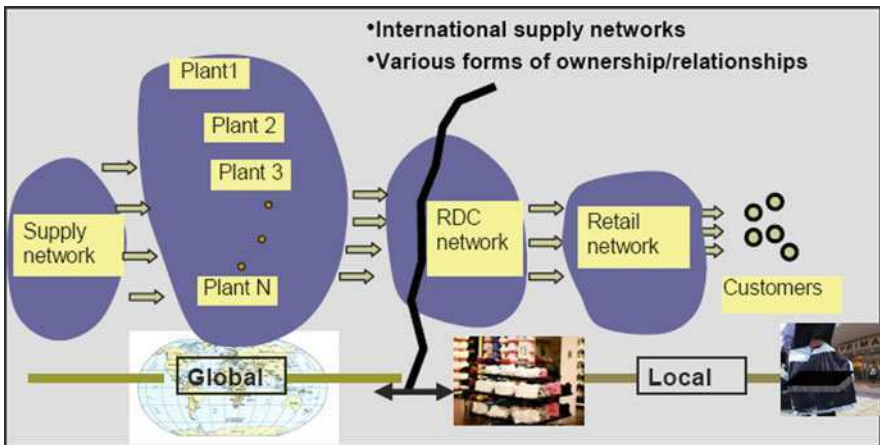 •International supply networks
•Various forms of ownership/relationships
Plant1
Plant 2
Plant 3
Plant N
Supply
network
RDC
network
Retail
network
Customers
Global
Local